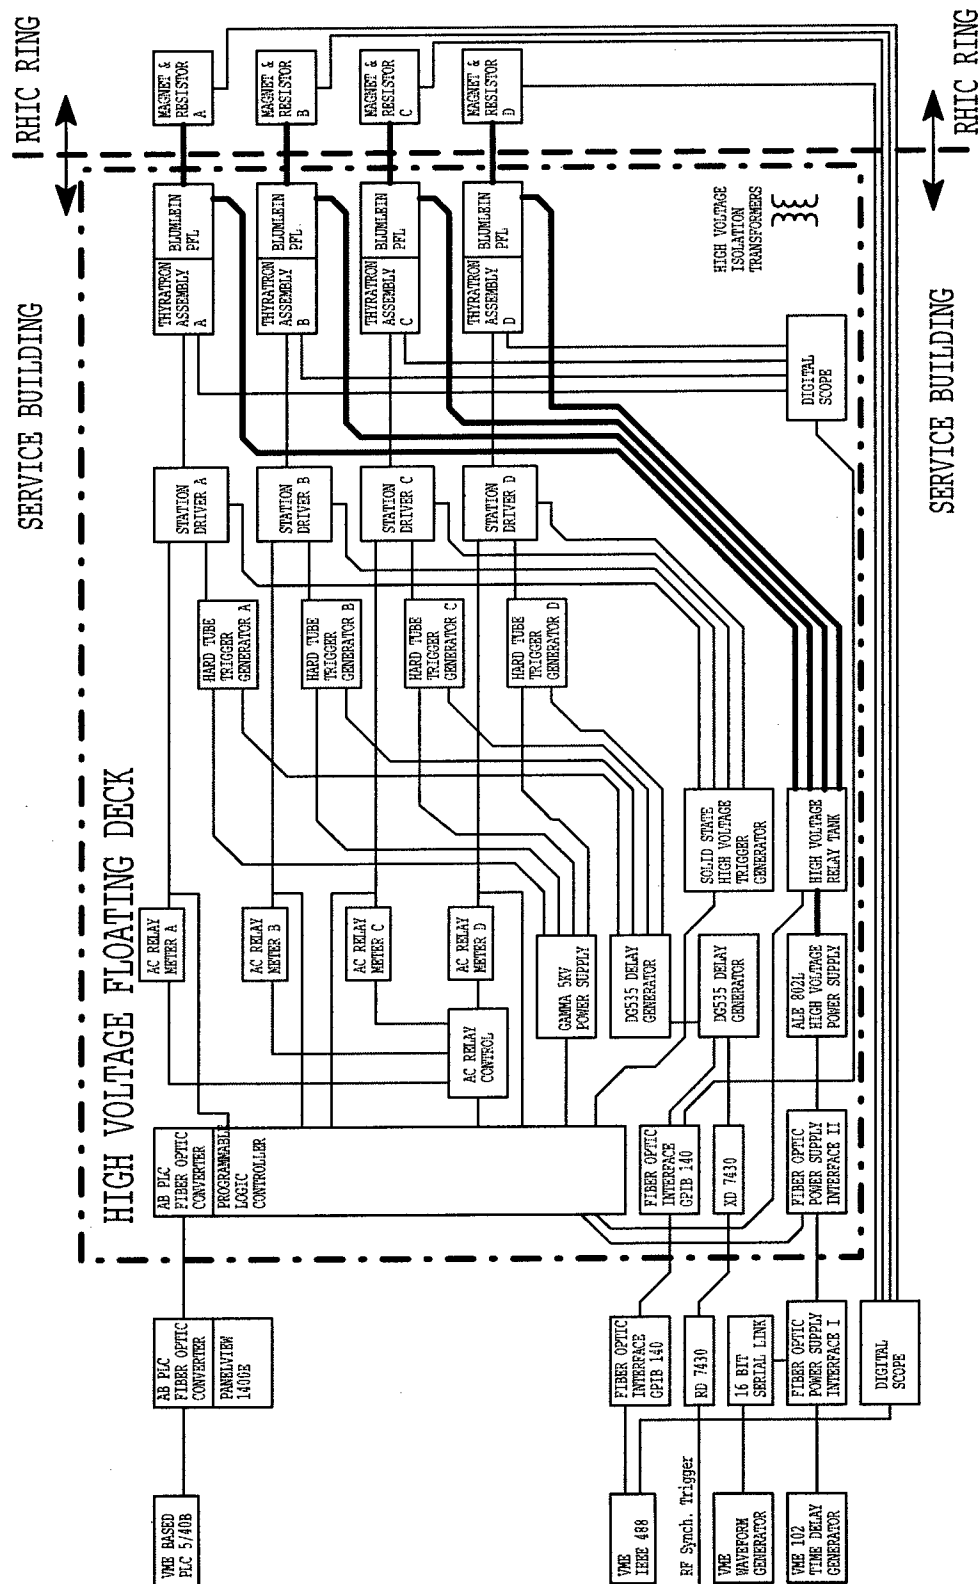 RHIC RING
SERVICE BUILDING
HIGH VOLTAGE FLOATING DECK
MAGNET &
RESISTOR
A
MAGNET &
RESISTOR
B
MAGNET &
RESISTOR
C
MAGNET &
RESISTOR
D
RHIC RING
SERVICE BUILDING
THYRATRON
ASSEMBLY
A
BLUMLEIN
PFL
THYRATRON
ASSEMBLY
B
BLUMLEIN
PFL
THYRATRON
ASSEMBLY
C
BLUMLEIN
PFL
THYRATRON
ASSEMBLY
D
BLUMLEIN
PFL
HIGH VOLTAGE
ISOLATION
TRANSFORMERS
DIGITAL
SCOPE
STATION
DRIVER A
STATION
DRIVER B
STATION
DRIVER C
STATION
DRIVER D
HARD TUBE
TRIGGER
GENERATOR A
HARD TUBE
TRIGGER
GENERATOR B
HARD TUBE
TRIGGER
GENERATOR C
HARD TUBE
TRIGGER
GENERATOR D
SOLID STATE
HIGH VOLTAGE
TRIGGER
GENERATOR
HIGH VOLTAGE
RELAY TANK
AC RELAY
METER A
AC RELAY
METER B
AC RELAY
METER C
AC RELAY
METER D
GAMMA 5KV
POWER SUPPLY
DG535 DELAY
GENERATOR
DG535 DELAY
GENERATOR
ALE 802L
HIGH VOLTAGE
POWER SUPPLY
AC RELAY
CONTROL
AB PLC
FIBER OPTIC
CONVERTER
PROGRAMMABLE
LOGIC
CONTROLLER
FIBER OPTIC
INTERFACE
GPIB 140
XD 7430
FIBER OPTIC
POWER SUPPLY
INTERFACE II
AB PLC
FIBER OPTIC
CONVERTER
PANELVIEW
1400E
FIBER OPTIC
INTERFACE
GPIB 140
RD 7430
16 BIT
SERIAL LINK
FIBER OPTIC
POWER SUPPLY
INTERFACE I
DIGITAL
SCOPE
VME BASED
PLC 5/40B
VME
IEEE 488
RF Synch. Trigger
VME
WAVEFORM
GENERATOR
VME 102
TIME DELAY
GENERATOR